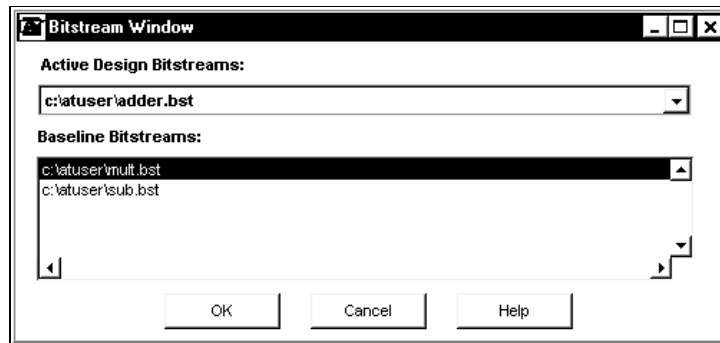 Bitstream Window
Active Design Bitstreams:
c:\atuser\adder.bst
Baseline Bitstreams:
c:\atuser\mult.bst
c:\atuser\sub.bst
OK Cancel Help